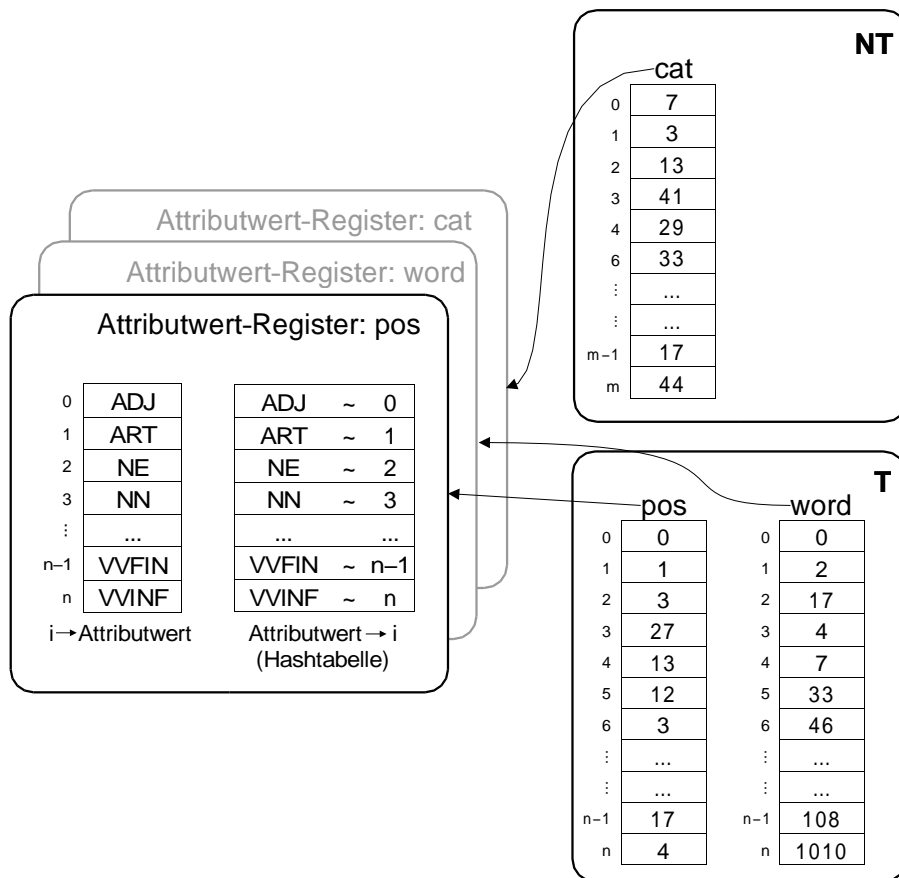 NT
cat
0 7
1 3
2 13
3 41
4 29
6 33
⋮ ...
⋮ ...
m−1 17
m 44
Attributwert-Register: cat
Attributwert-Register: word
Attributwert-Register: pos
0 ADJ ADJ ~ 0
1 ART ART ~ 1
2 NE NE ~ 2
3 NN NN ~ 3
⋮ ... ... ...
n−1 VVFIN VVFIN ~ n−1
n VVINF VVINF ~ n
i→Attributwert Attributwert→i
(Hashtabelle)
T
pos word
0 0 0 0
1 1 1 2
2 3 2 17
3 27 3 4
4 13 4 7
5 12 5 33
6 3 6 46
⋮ ... ⋮ ...
⋮ ... ⋮ ...
n−1 17 n−1 108
n 4 n 1010